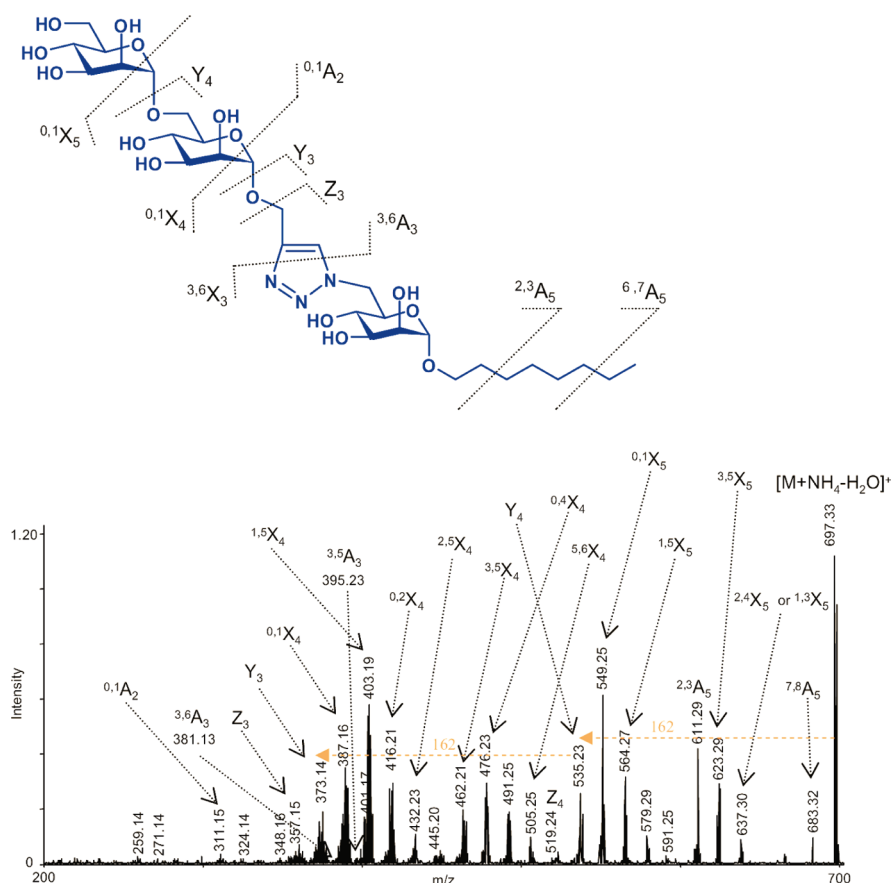 HO
OH
HO
HO
O
Y4
0,1A2
0,1X5
O
OH
HO
HO
O
Y3
O
Z3
0,1X4
3,6A3
3,6X3
N
N
N
OH
HO
HO
O
O
2,3A5
6,7A5
0,1X5
3,5X5
[M+NH4-H2O]+
1.20
1,5X4
3,5A3
395.23
2,5X4
Y4
0,4X4
5,6X4
1,5X5
697.33
0,1X4
0,2X4
3,5X4
2,4X5 or 1,3X5
Y3
Z3
0,1A2
3,6A3
381.13
403.19
549.25
2,3A5
7,8A5
162
162
Intensity
259.14
271.14
311.15
324.14
348.16
357.15
373.14
387.16
401.17
416.21
432.23
445.20
462.21
476.23
491.25
505.25
519.24
Z4
535.23
564.27
579.29
591.25
611.29
623.29
637.30
683.32
0
200
m/z
700